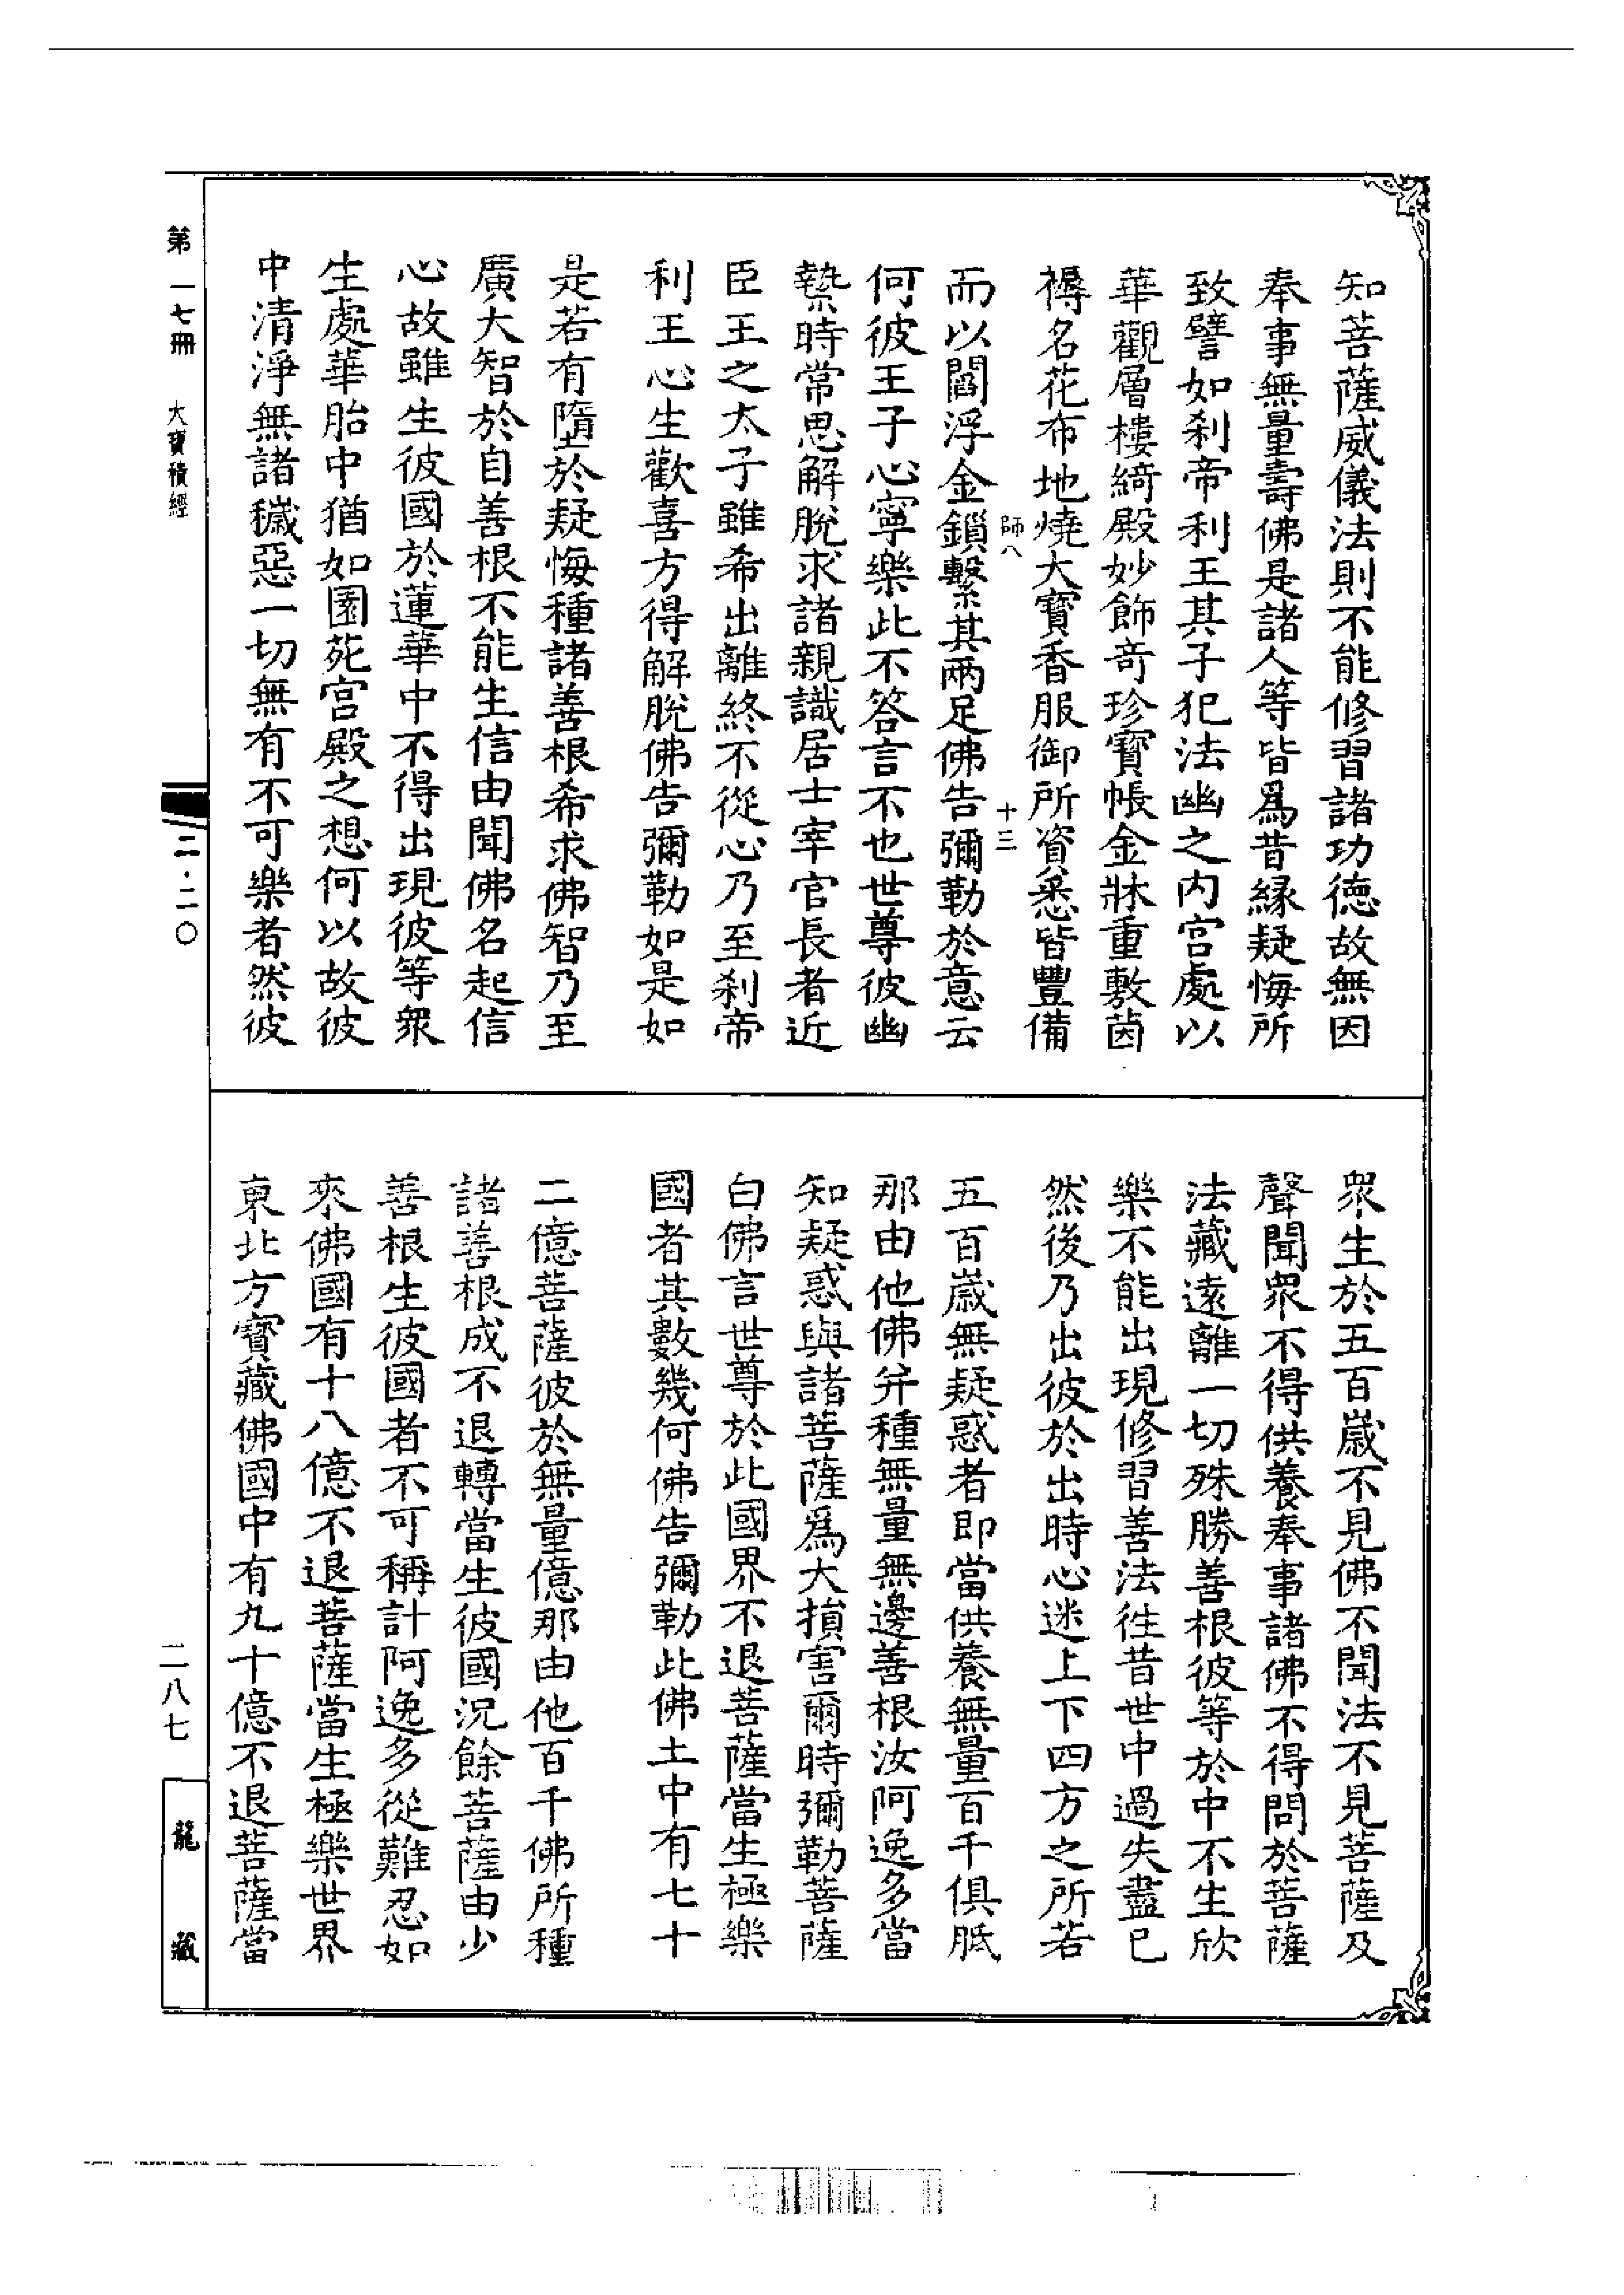 知菩薩威儀法則不能修習諸功德故無因
奉事無量壽佛是諸人等皆爲昔緣疑悔所
致譬如刹帝利王其子犯法幽之內宮處以
華觀層樓綺殿妙飾奇珍寶帳金牀重敷茵
褥名花布地燒大寶香服御所資悉皆豐備
師八
十三
而以閻浮金鎖繫其兩足佛告彌勒於意云
何彼王子心寧樂此不答言不也世尊彼幽
縶時常思解脫求諸親識居士宰官長者近
臣王之太子雖希出離終不從心乃至刹帝
利王心生歡喜方得解脫佛告彌勒如是如
是若有墮於疑悔種諸善根希求佛智乃至
廣大智於自善根不能生信由聞佛名起信
心故雖生彼國於蓮華中不得出現彼等衆
生處華胎中猶如園苑宮殿之想何以故彼
中清淨無諸穢惡一切無有不可樂者然彼
衆生於五百歲不見佛不聞法不見菩薩及
聲聞衆不得供養奉事諸佛不得問於菩薩
法藏遠離一切殊勝善根彼等於中不生欣
樂不能出現修習善法往昔世中過失盡已
然後乃出彼於出時心迷上下四方之所若
五百歲無疑惑者即當供養無量百千俱胝
那由他佛并種無量無邊善根汝阿逸多當
知疑惑與諸菩薩爲大損害爾時彌勒菩薩
白佛言世尊於此國界不退菩薩當生極樂
國者其數幾何佛告彌勒此佛土中有七十
二億菩薩彼於無量億那由他百千佛所種
諸善根成不退轉當生彼國況餘菩薩由少
善根生彼國者不可稱計阿逸多從難忍如
來佛國有十八億不退菩薩當生極樂世界
東北方寶藏佛國中有九十億不退菩薩當
第一七冊
大寶積經
二·二〇
二八七
龍藏